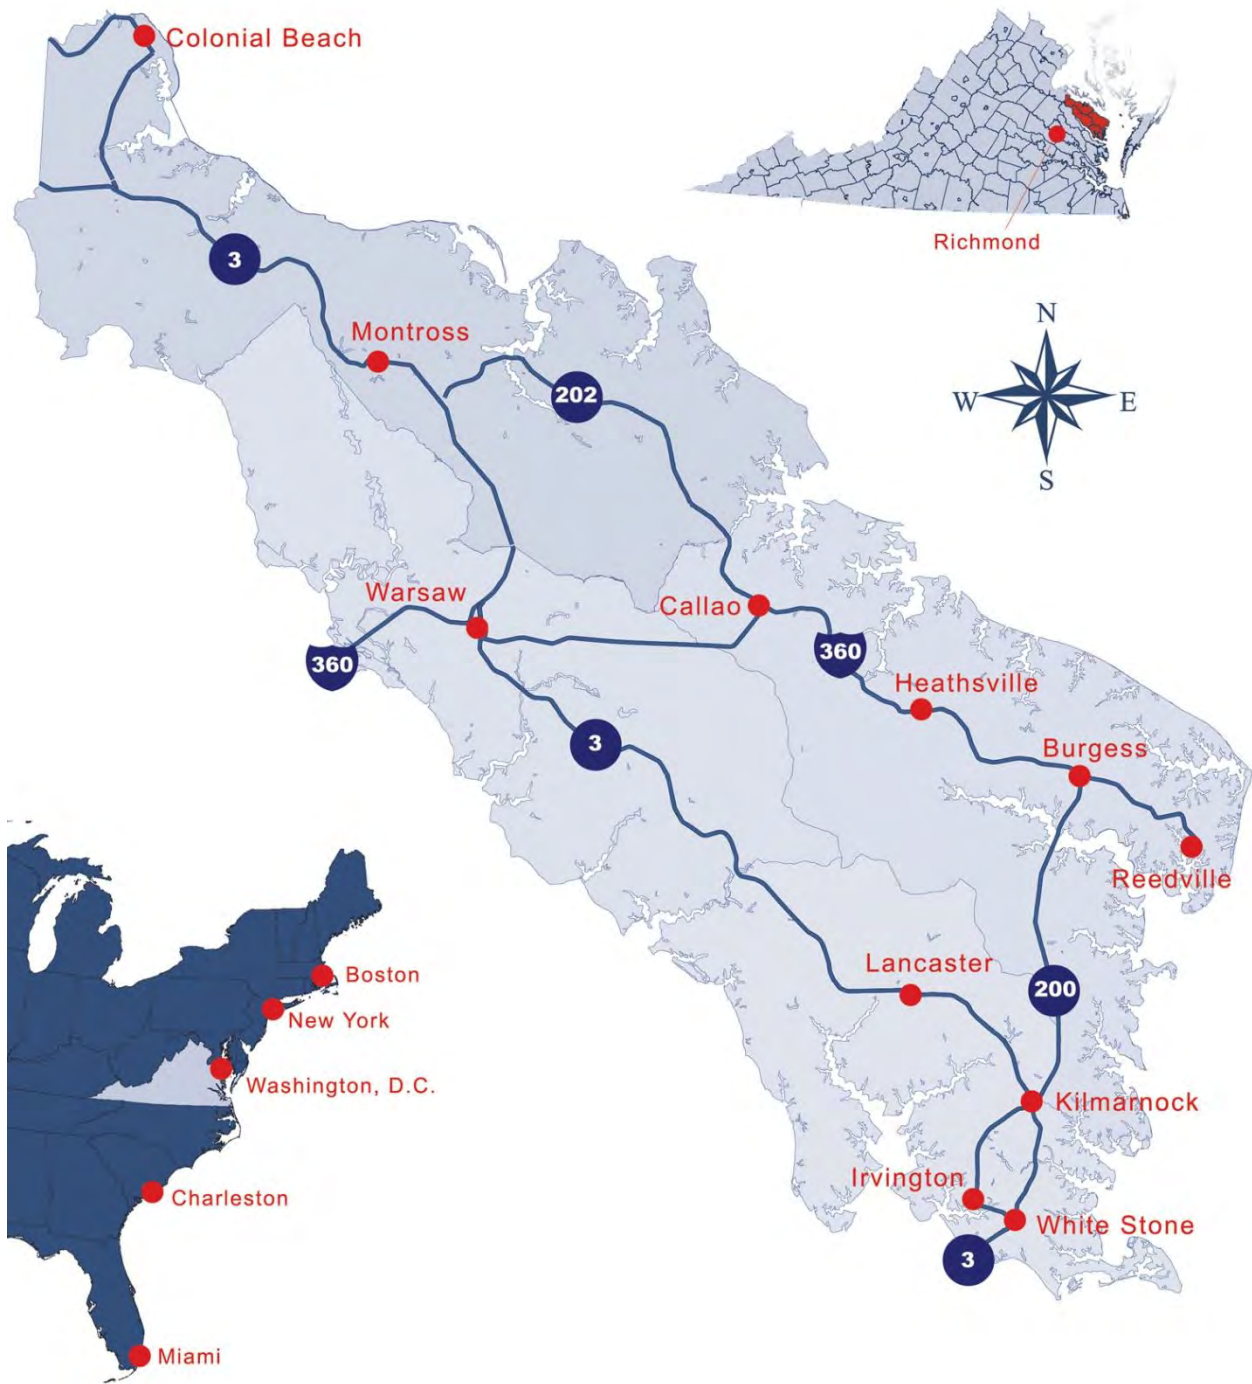 Colonial Beach
Richmond
3
N
Montross
202
W
E
S
Warsaw
Callao
360
360
Heathsville
3
Burgess
Reedville
Lancaster
Boston
200
New York
Washington, D.C.
Kilmarnock
Irvington
Charleston
White Stone
3
Miami